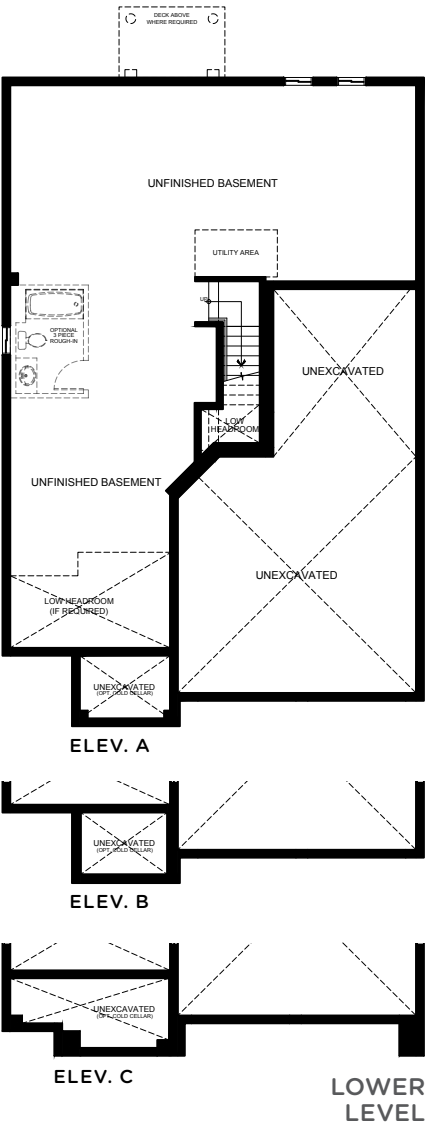 DECK ABOVE
WHERE REQUIRED
UNFINISHED BASEMENT
UTILITY AREA
UP
OPTIONAL
3 PIECE
ROUGH-IN
UNEXCAVATED
LOW
HEADROOM
UNFINISHED BASEMENT
UNEXCAVATED
LOW HEADROOM
(IF REQUIRED)
UNEXCAVATED
(OPT. COLD CELLAR)
ELEV. A
UNEXCAVATED
(OPT. COLD CELLAR)
ELEV. B
UNEXCAVATED
(OPT. COLD CELLAR)
ELEV. C
LOWER
LEVEL